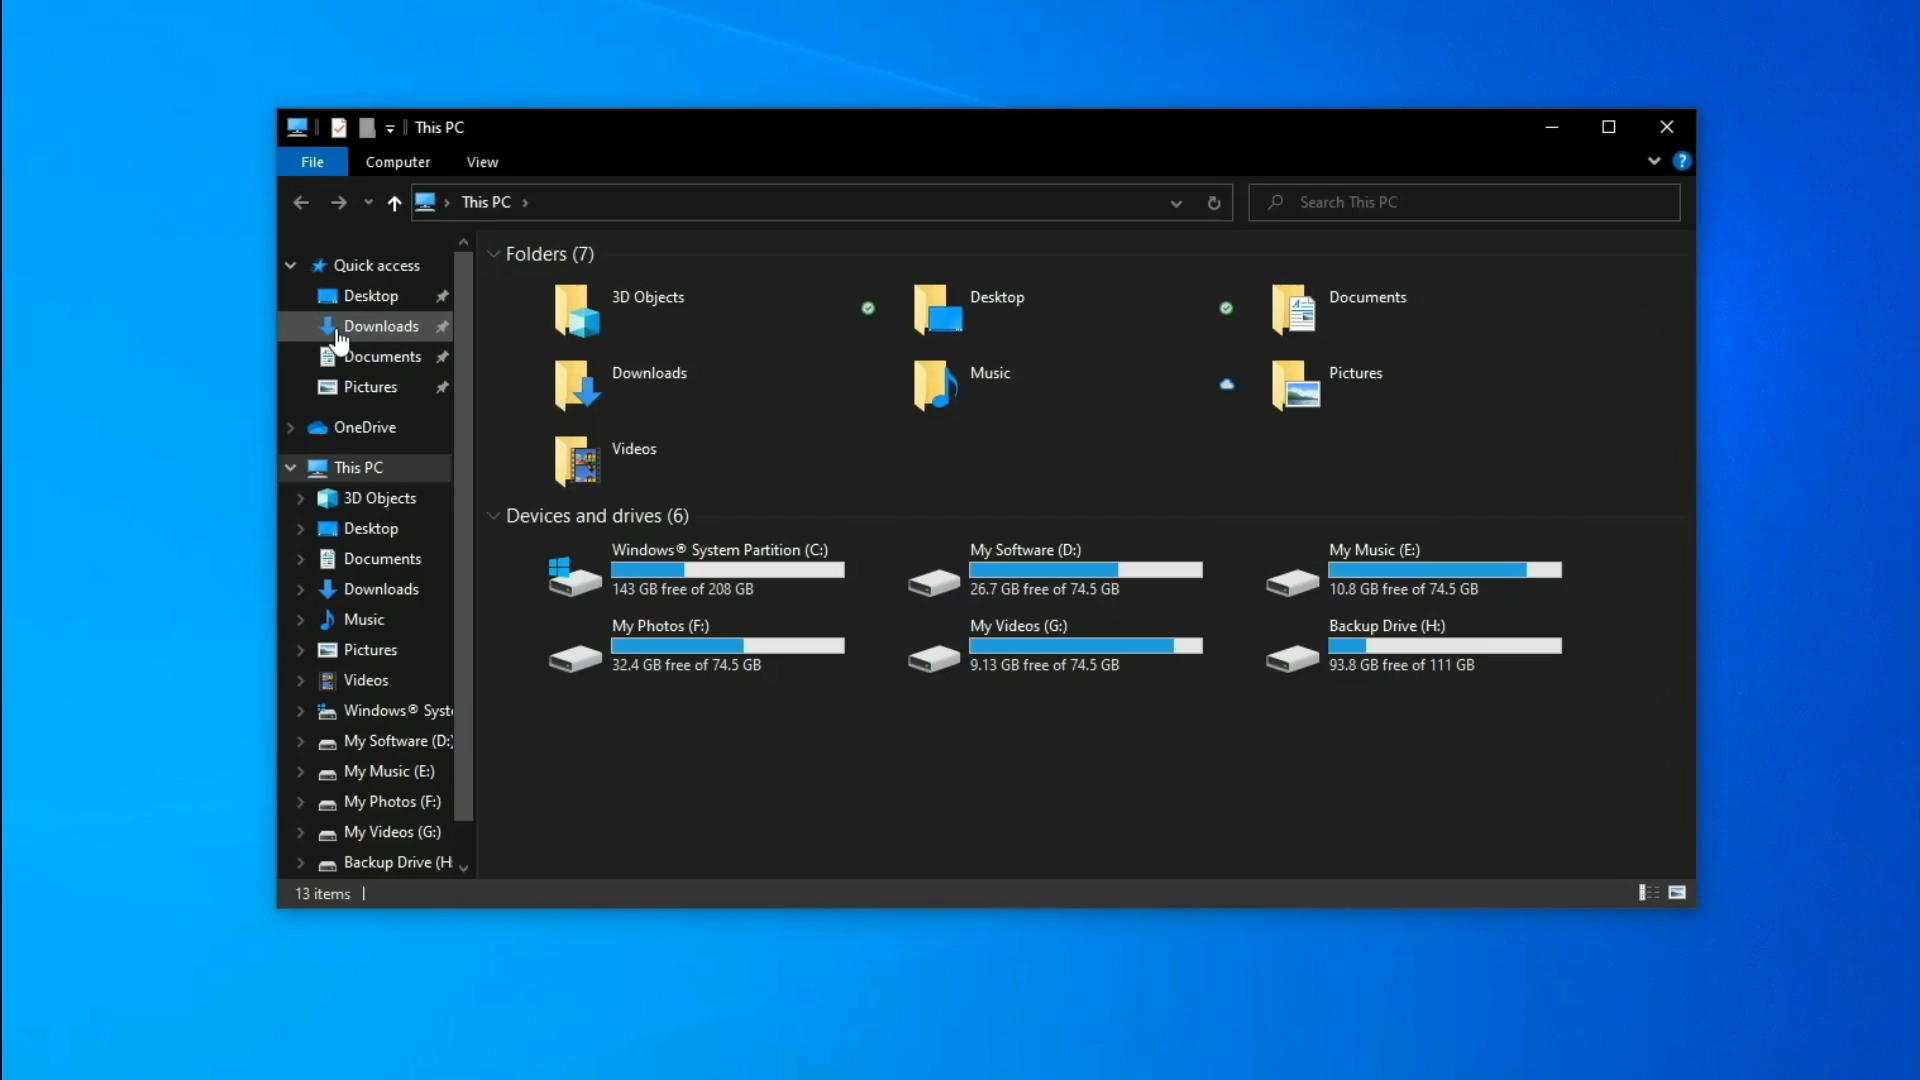 This PC
File Computer View
This PC
Search This PC
Quick access
Desktop
Downloads
Documents
Pictures
OneDrive
This PC
3D Objects
Desktop
Documents
Downloads
Music
Pictures
Videos
Windows® Syst
My Software (D:)
My Music (E:)
My Photos (F:)
My Videos (G:)
Backup Drive (H
Folders (7)
3D Objects
Desktop
Documents
Downloads
Music
Pictures
Videos
Devices and drives (6)
Windows® System Partition (C:)
143 GB free of 208 GB
My Software (D:)
26.7 GB free of 74.5 GB
My Music (E:)
10.8 GB free of 74.5 GB
My Photos (F:)
32.4 GB free of 74.5 GB
My Videos (G:)
9.13 GB free of 74.5 GB
Backup Drive (H:)
93.8 GB free of 111 GB
13 items